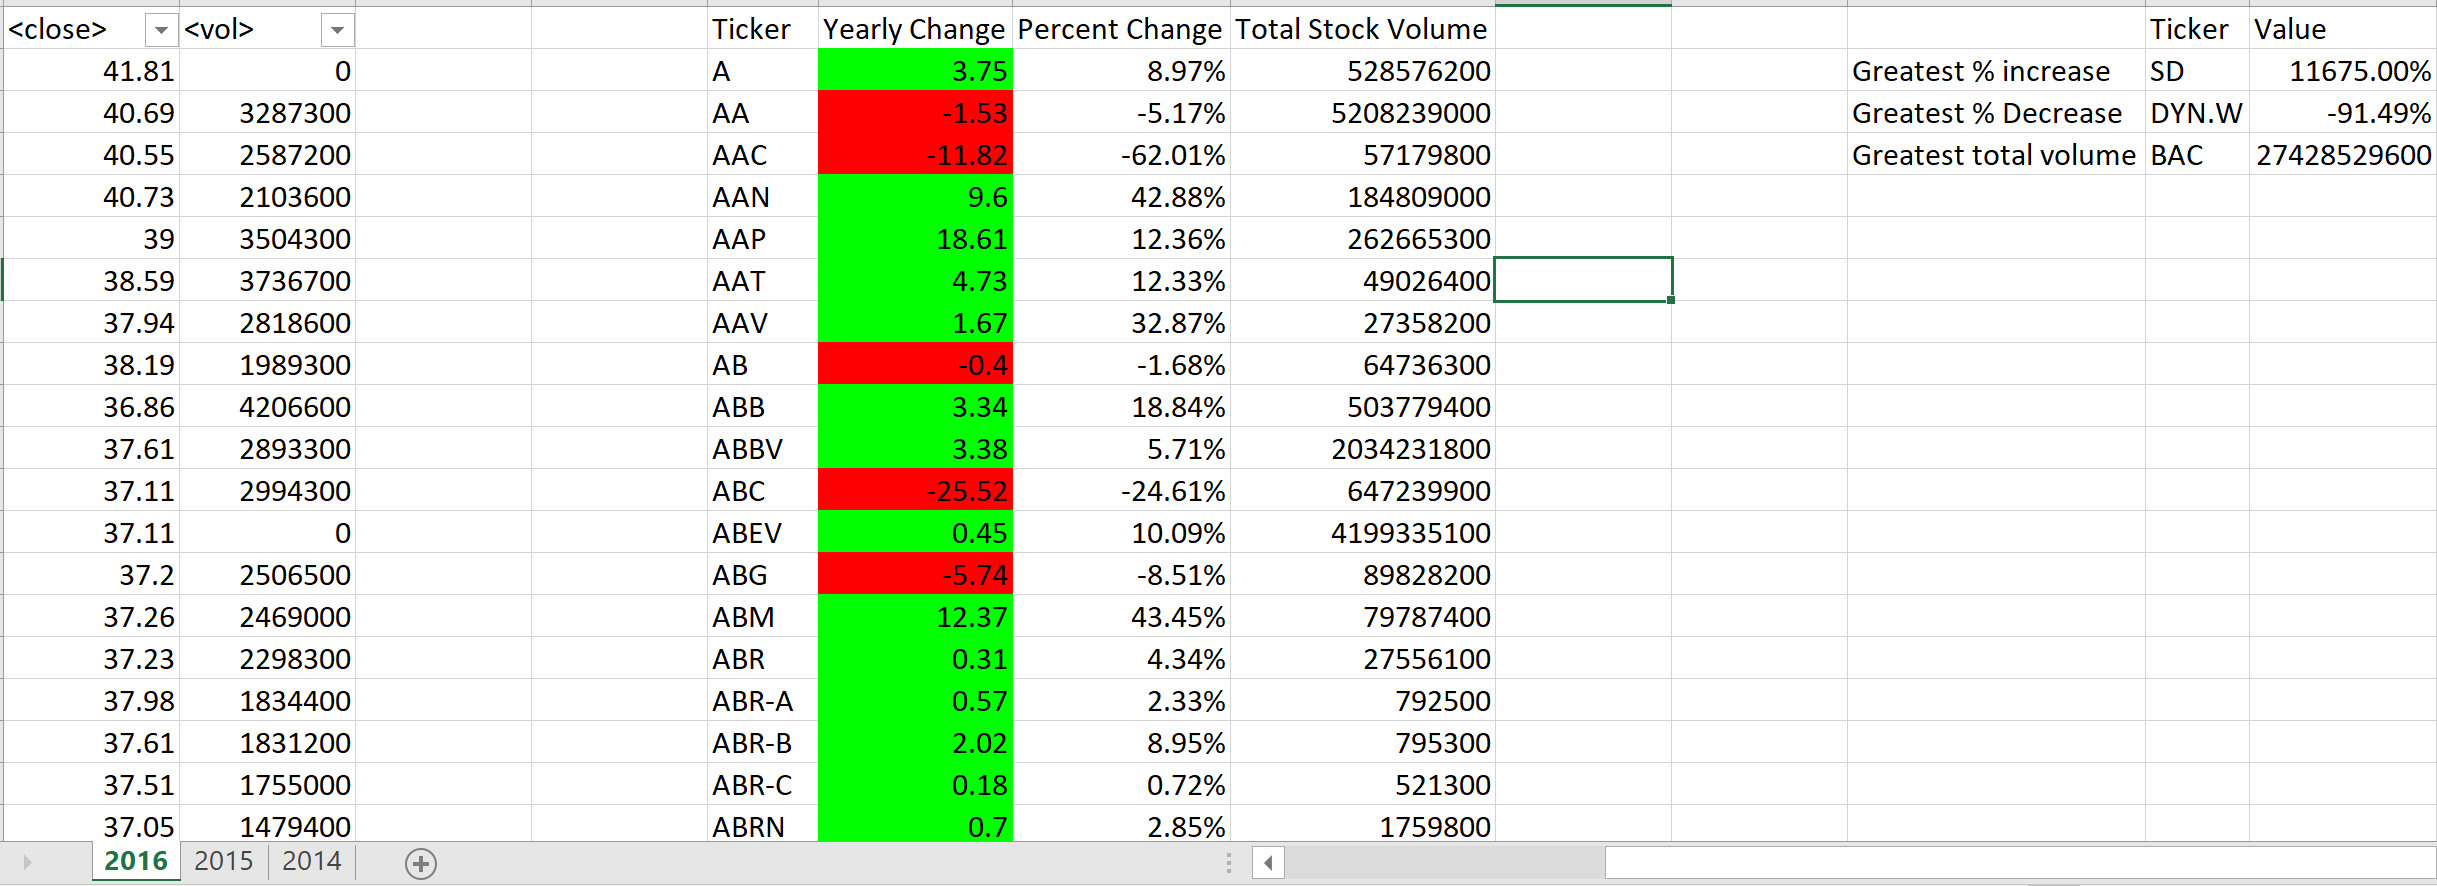 <close> <vol> Ticker Yearly Change Percent Change Total Stock Volume Ticker Value
41.81 0 A 3.75 8.97% 528576200 Greatest % increase SD 11675.00%
40.69 3287300 AA -1.53 -5.17% 5208239000 Greatest % Decrease DYN.W -91.49%
40.55 2587200 AAC -11.82 -62.01% 57179800 Greatest total volume BAC 27428529600
40.73 2103600 AAN 9.6 42.88% 184809000
39 3504300 AAP 18.61 12.36% 262665300
38.59 3736700 AAT 4.73 12.33% 49026400
37.94 2818600 AAV 1.67 32.87% 27358200
38.19 1989300 AB -0.4 -1.68% 64736300
36.86 4206600 ABB 3.34 18.84% 503779400
37.61 2893300 ABBV 3.38 5.71% 2034231800
37.11 2994300 ABC -25.52 -24.61% 647239900
37.11 0 ABEV 0.45 10.09% 4199335100
37.2 2506500 ABG -5.74 -8.51% 89828200
37.26 2469000 ABM 12.37 43.45% 79787400
37.23 2298300 ABR 0.31 4.34% 27556100
37.98 1834400 ABR-A 0.57 2.33% 792500
37.61 1831200 ABR-B 2.02 8.95% 795300
37.51 1755000 ABR-C 0.18 0.72% 521300
37.05 1479400 ABRN 0.7 2.85% 1759800
2016 2015 2014